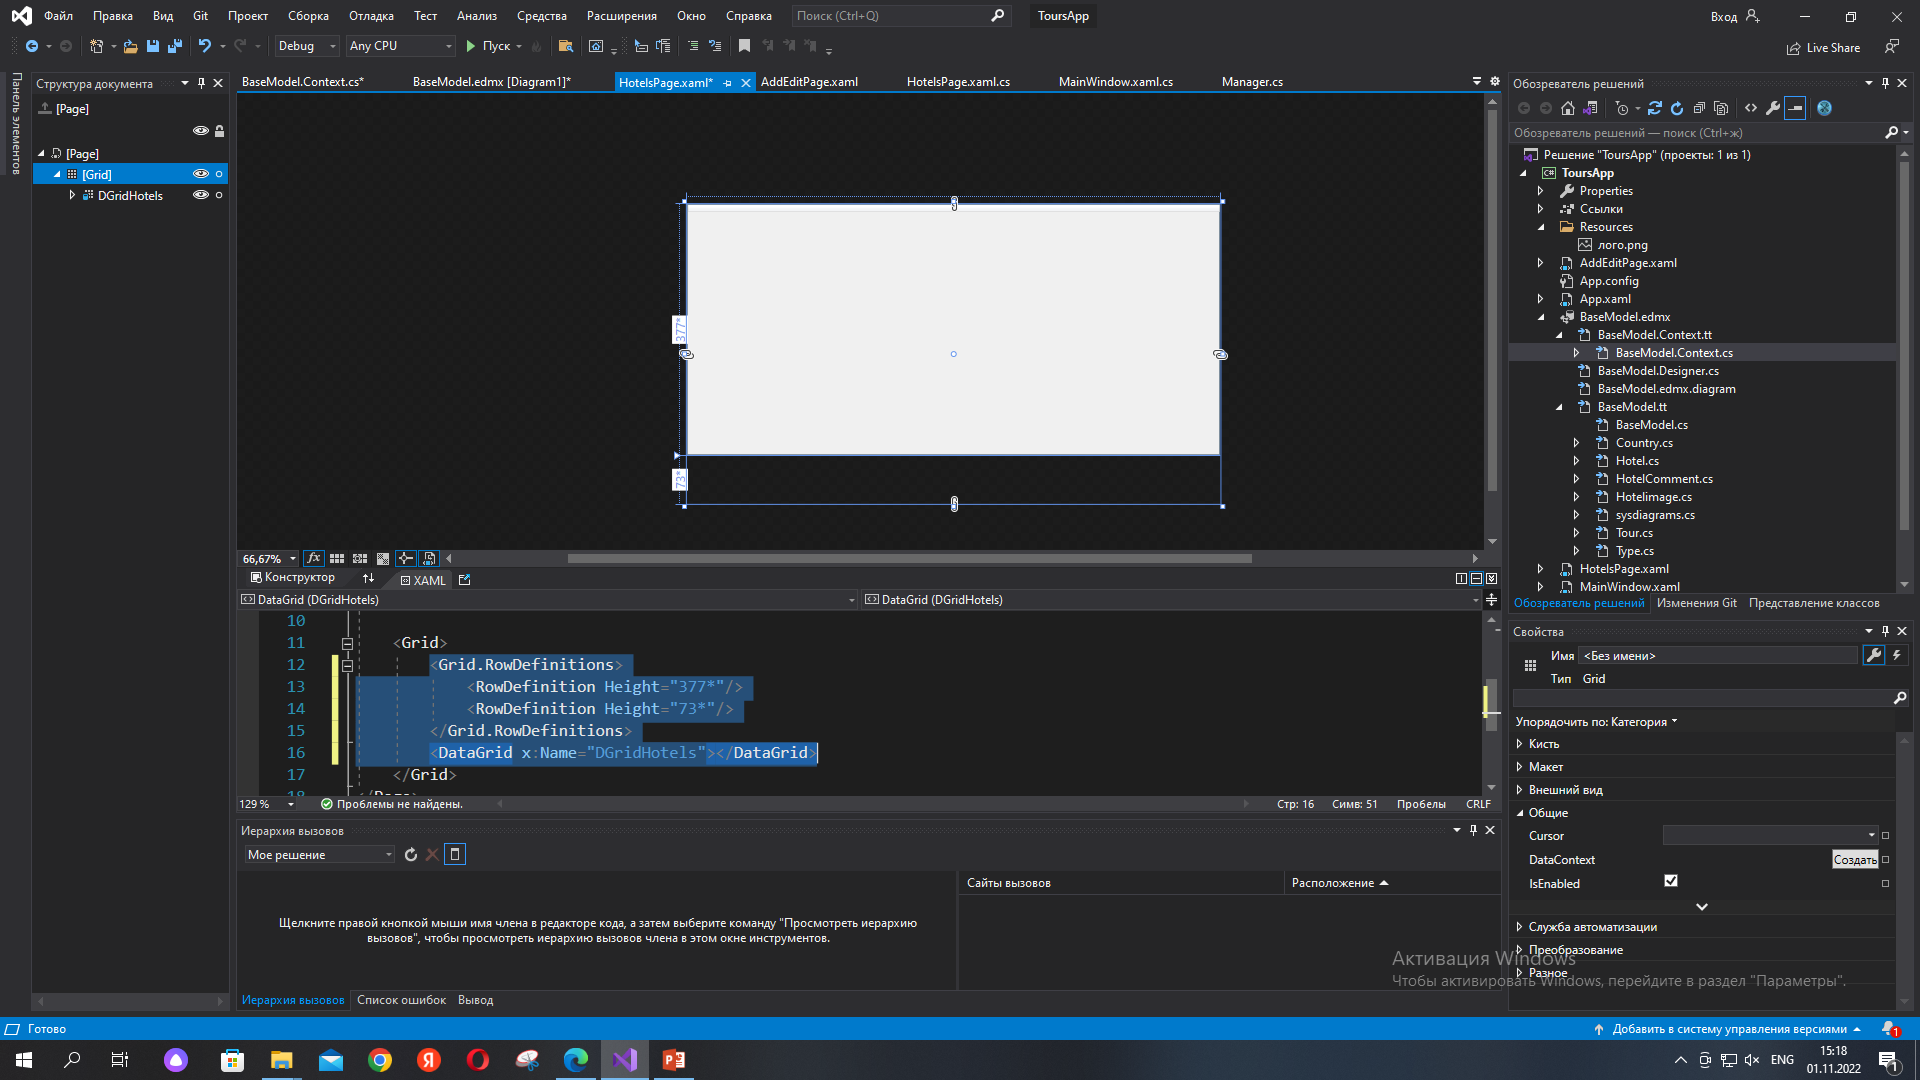 Файл Правка Вид Git Проект Сборка Отладка Тест Анализ Средства Расширения Окно Справка Поиск (Ctrl+Q) ToursApp Вход
Debug Any CPU Пуск Live Share
Панель элементов
Структура документа
[Page]
[Page]
[Grid]
DGridHotels
BaseModel.Context.cs* BaseModel.edmx [Diagram1]* HotelsPage.xaml* AddEditPage.xaml HotelsPage.xaml.cs MainWindow.xaml.cs Manager.cs
377*
73*
66,67% fx
Конструктор XAML
DataGrid (DGridHotels) DataGrid (DGridHotels)
10
11 <Grid>
12 <Grid.RowDefinitions>
13 <RowDefinition Height="377*"/>
14 <RowDefinition Height="73*"/>
15 </Grid.RowDefinitions>
16 <DataGrid x:Name="DGridHotels"></DataGrid>
17 </Grid>
129 % Проблемы не найдены. Стр: 16 Симв: 51 Пробелы CRLF
Иерархия вызовов
Мое решение
Сайты вызовов Расположение
Щелкните правой кнопкой мыши имя члена в редакторе кода, а затем выберите команду "Просмотреть иерархию
вызовов", чтобы просмотреть иерархию вызовов члена в этом окне инструментов.
Иерархия вызовов Список ошибок Вывод
Обозреватель решений
Обозреватель решений — поиск (Ctrl+ж)
Решение "ToursApp" (проекты: 1 из 1)
C# ToursApp
Properties
Ссылки
Resources
лого.png
AddEditPage.xaml
App.config
App.xaml
BaseModel.edmx
BaseModel.Context.tt
BaseModel.Context.cs
BaseModel.Designer.cs
BaseModel.edmx.diagram
BaseModel.tt
BaseModel.cs
Country.cs
Hotel.cs
HotelComment.cs
HotelImage.cs
sysdiagrams.cs
Tour.cs
Type.cs
HotelsPage.xaml
MainWindow.xaml
Обозреватель решений Изменения Git Представление классов
Свойства
Имя <Без имени>
Тип Grid
Упорядочить по: Категория
Кисть
Макет
Внешний вид
Общие
Cursor
DataContext Создать
IsEnabled
Служба автоматизации
Преобразование
Разное
Активация Windows
Чтобы активировать Windows, перейдите в раздел "Параметры".
Готово Добавить в систему управления версиями 1
Я ENG 15:18
01.11.2022 1